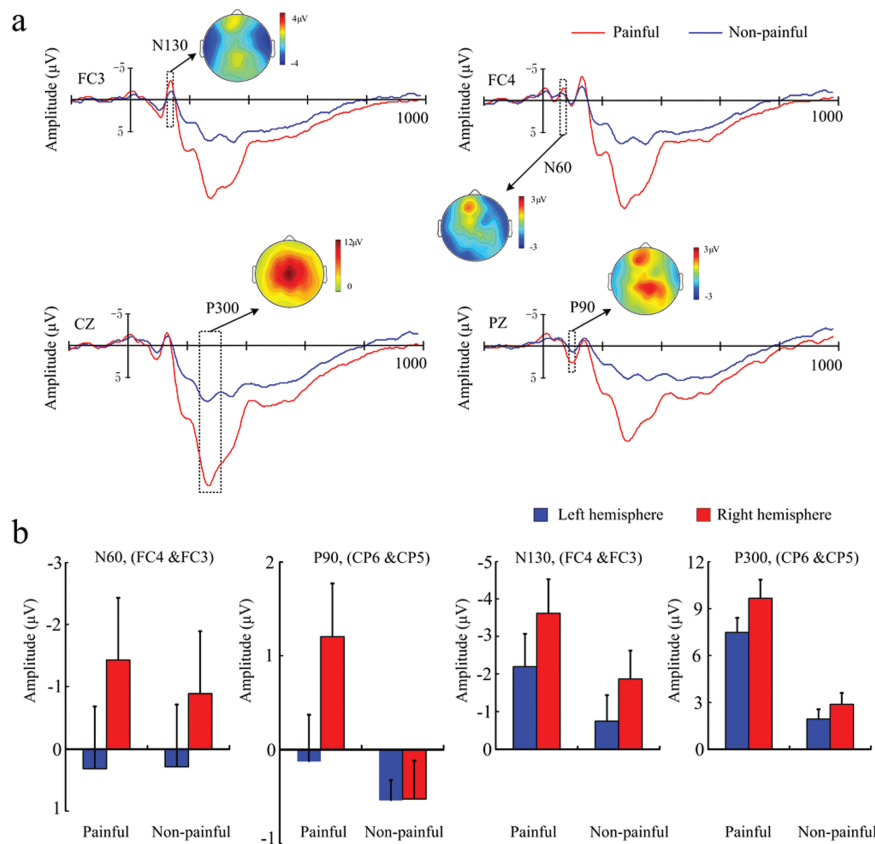 a
Painful
Non-painful
N130
4μV
-4
FC3
-5
5
Amplitude (μV)
1000
FC4
-5
5
Amplitude (μV)
1000
N60
3μV
-3
12μV
0
P300
CZ
-5
5
Amplitude (μV)
1000
3μV
-3
P90
PZ
-5
5
Amplitude (μV)
1000
b
Left hemisphere
Right hemisphere
N60, (FC4 &FC3)
Amplitude (μV)
-3
-2
-1
0
1
Painful
Non-painful
P90, (CP6 &CP5)
Amplitude (μV)
2
1
0
-1
Painful
Non-painful
N130, (FC4 &FC3)
Amplitude (μV)
-5
-4
-3
-2
-1
0
Painful
Non-painful
P300, (CP6 &CP5)
Amplitude (μV)
12
9
6
3
0
Painful
Non-painful